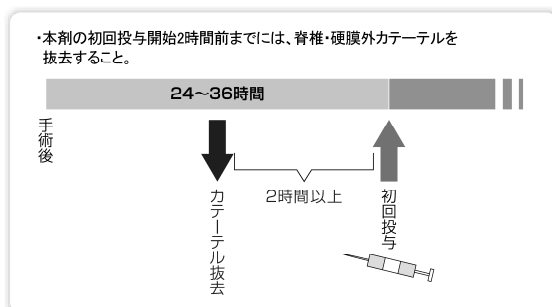 ・本剤の初回投与開始2時間前までには、脊椎・硬膜外カテーテルを
抜去すること。
24～36時間
手術後
カテーテル抜去
2時間以上
初回投与